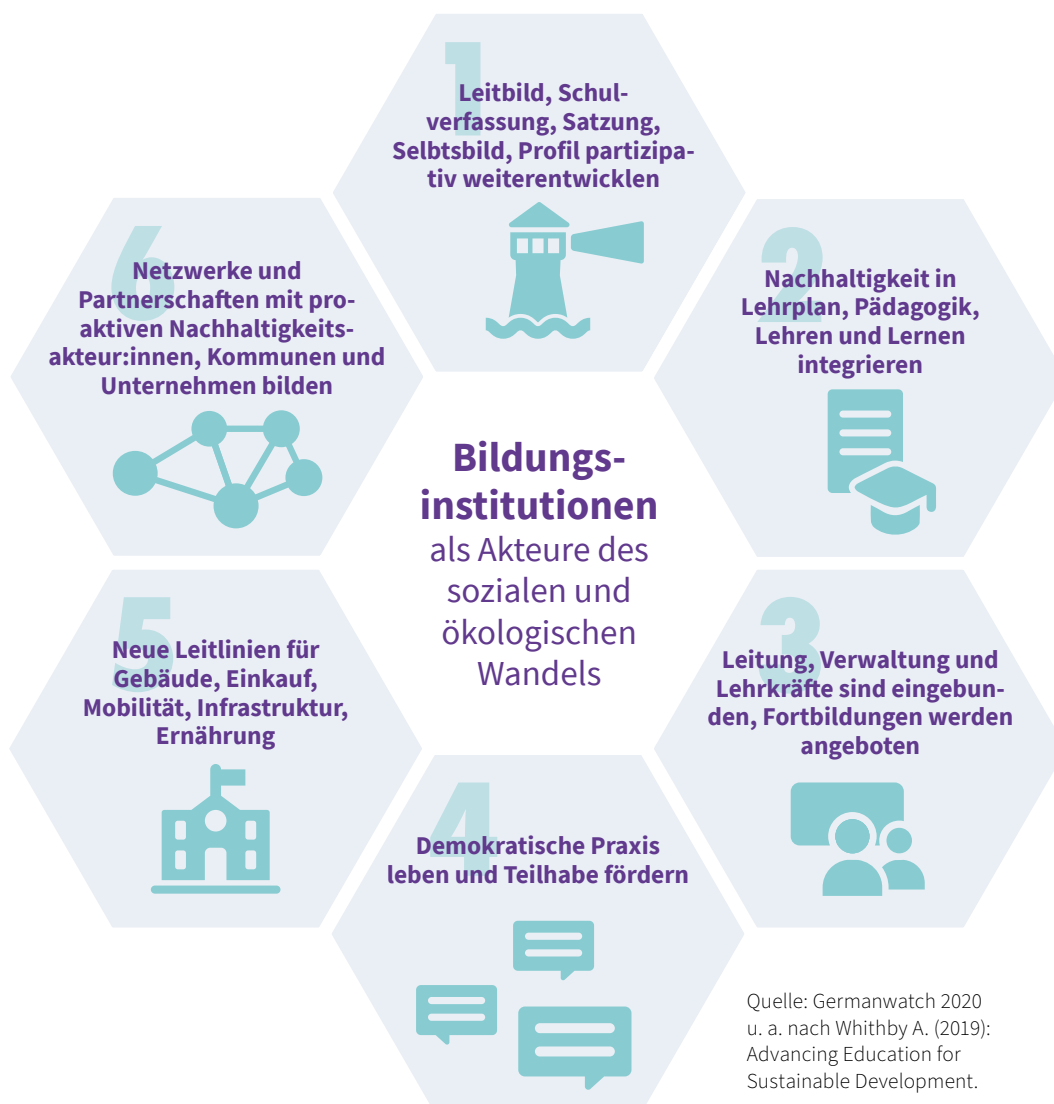 1
Leitbild, Schul-
verfassung, Satzung,
Selbtsbild, Profil partizipa-
tiv weiterentwicklen
2
Nachhaltigkeit in
Lehrplan, Pädagogik,
Lehren und Lernen
integrieren
3
Leitung, Verwaltung und
Lehrkräfte sind eingebun-
den, Fortbildungen werden
angeboten
4
Demokratische Praxis
leben und Teilhabe fördern
5
Neue Leitlinien für
Gebäude, Einkauf,
Mobilität, Infrastruktur,
Ernährung
6
Netzwerke und
Partnerschaften mit pro-
aktiven Nachhaltigkeits-
akteur:innen, Kommunen und
Unternehmen bilden
Bildungs-
institutionen
als Akteure des
sozialen und
ökologischen
Wandels
Quelle: Germanwatch 2020
u. a. nach Whithby A. (2019):
Advancing Education for
Sustainable Development.